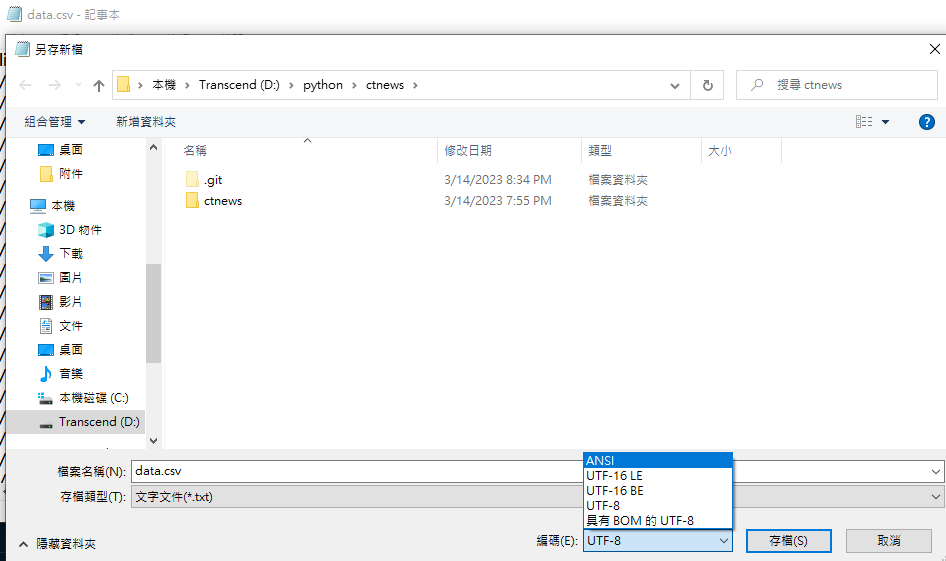 data.csv - 記事本
另存新檔
本機 Transcend (D:) python ctnews
搜尋 ctnews
組合管理 新增資料夾
桌面
附件
本機
3D 物件
下載
圖片
影片
文件
桌面
音樂
本機磁碟 (C:)
Transcend (D:)
名稱 修改日期 類型 大小
.git 3/14/2023 8:34 PM 檔案資料夾
ctnews 3/14/2023 7:55 PM 檔案資料夾
檔案名稱(N): data.csv
存檔類型(T): 文字文件(*.txt)
ANSI
UTF-16 LE
UTF-16 BE
UTF-8
具有 BOM 的 UTF-8
隱藏資料夾
編碼(E): UTF-8
存檔(S)
取消